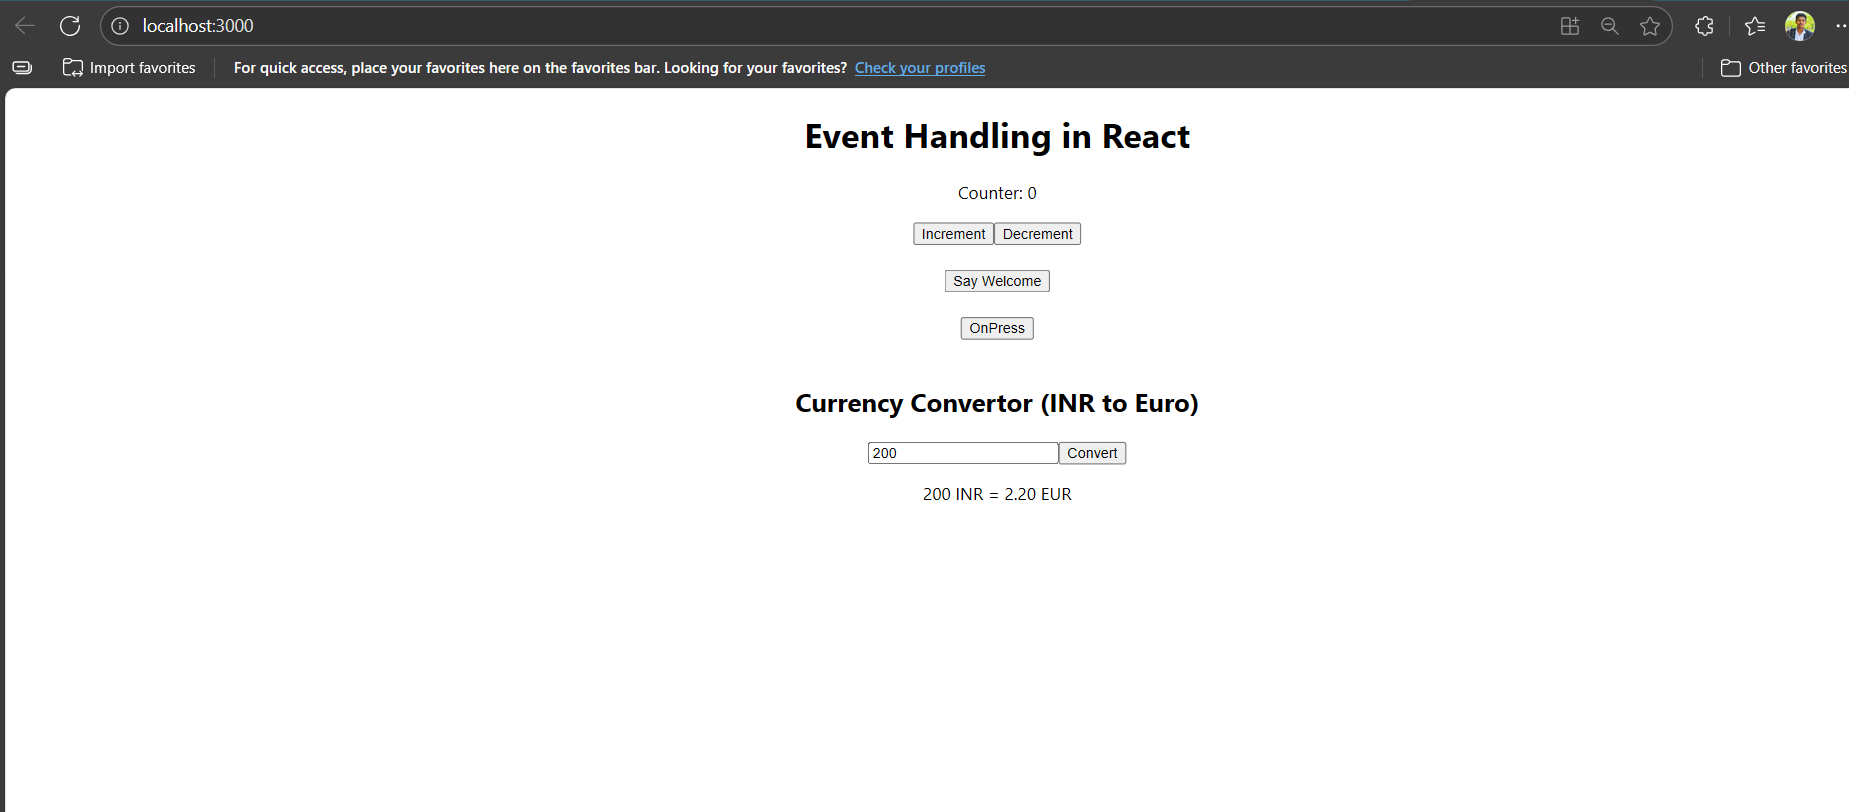 localhost:3000
Import favorites For quick access, place your favorites here on the favorites bar. Looking for your favorites? Check your profiles Other favorites
Event Handling in React
Counter: 0
Increment Decrement
Say Welcome
OnPress
Currency Convertor (INR to Euro)
200 Convert
200 INR = 2.20 EUR